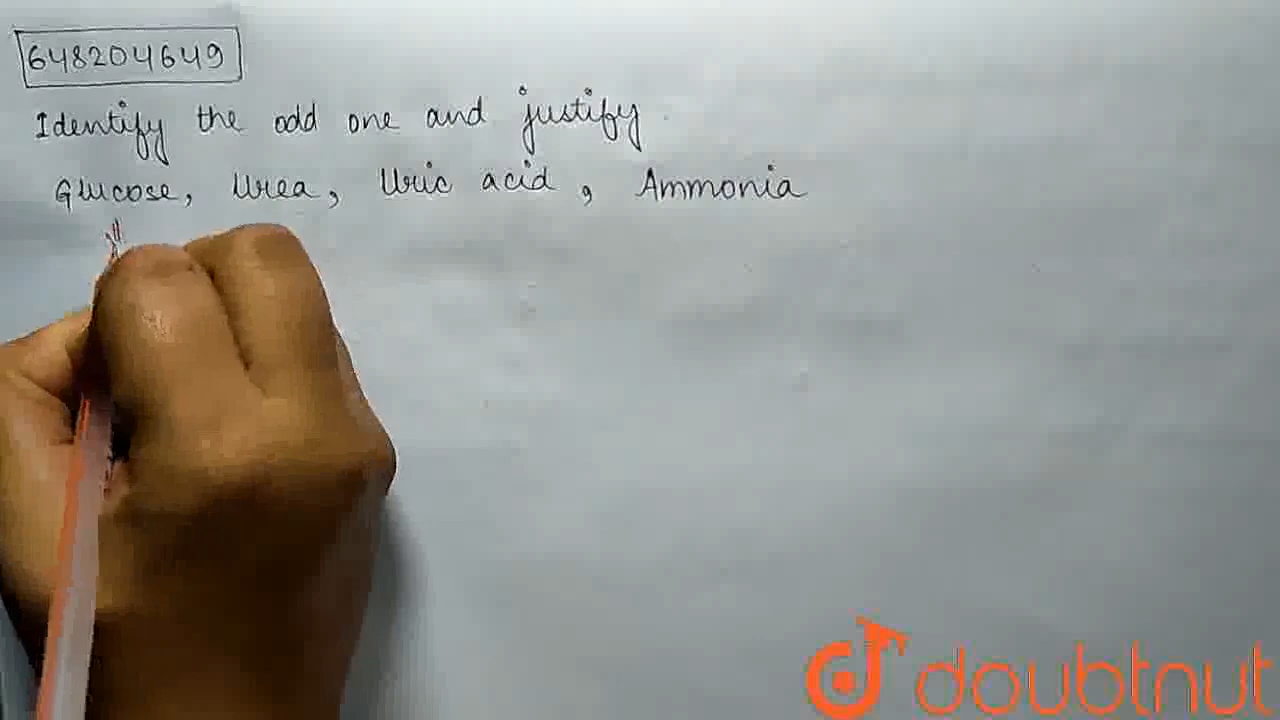 648204649
Identify the odd one and justify.
Glucose, Urea, Uric acid, Ammonia
doubtnut